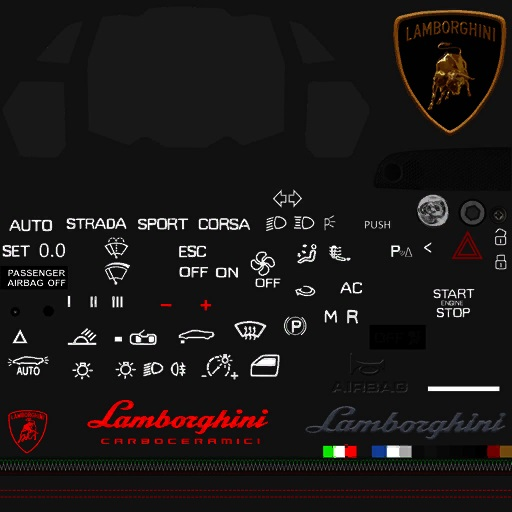 LAMBORGHINI
AUTO STRADA SPORT CORSA
PUSH
SET 0.0
ESC
OFF ON
OFF
P
<
PASSENGER
AIRBAG OFF
I II III
− +
AC
M R
START
ENGINE
STOP
(P)
AUTO
AIRBAG
Lamborghini
CARBOCERAMICI
Lamborghini